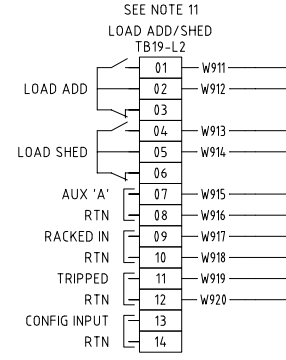 SEE NOTE 11
LOAD ADD/SHED
TB19-L2
01 W911
LOAD ADD 02 W912
03
04 W913
LOAD SHED 05 W914
06
AUX 'A' 07 W915
RTN 08 W916
RACKED IN 09 W917
RTN 10 W918
TRIPPED 11 W919
RTN 12 W920
CONFIG INPUT 13
RTN 14